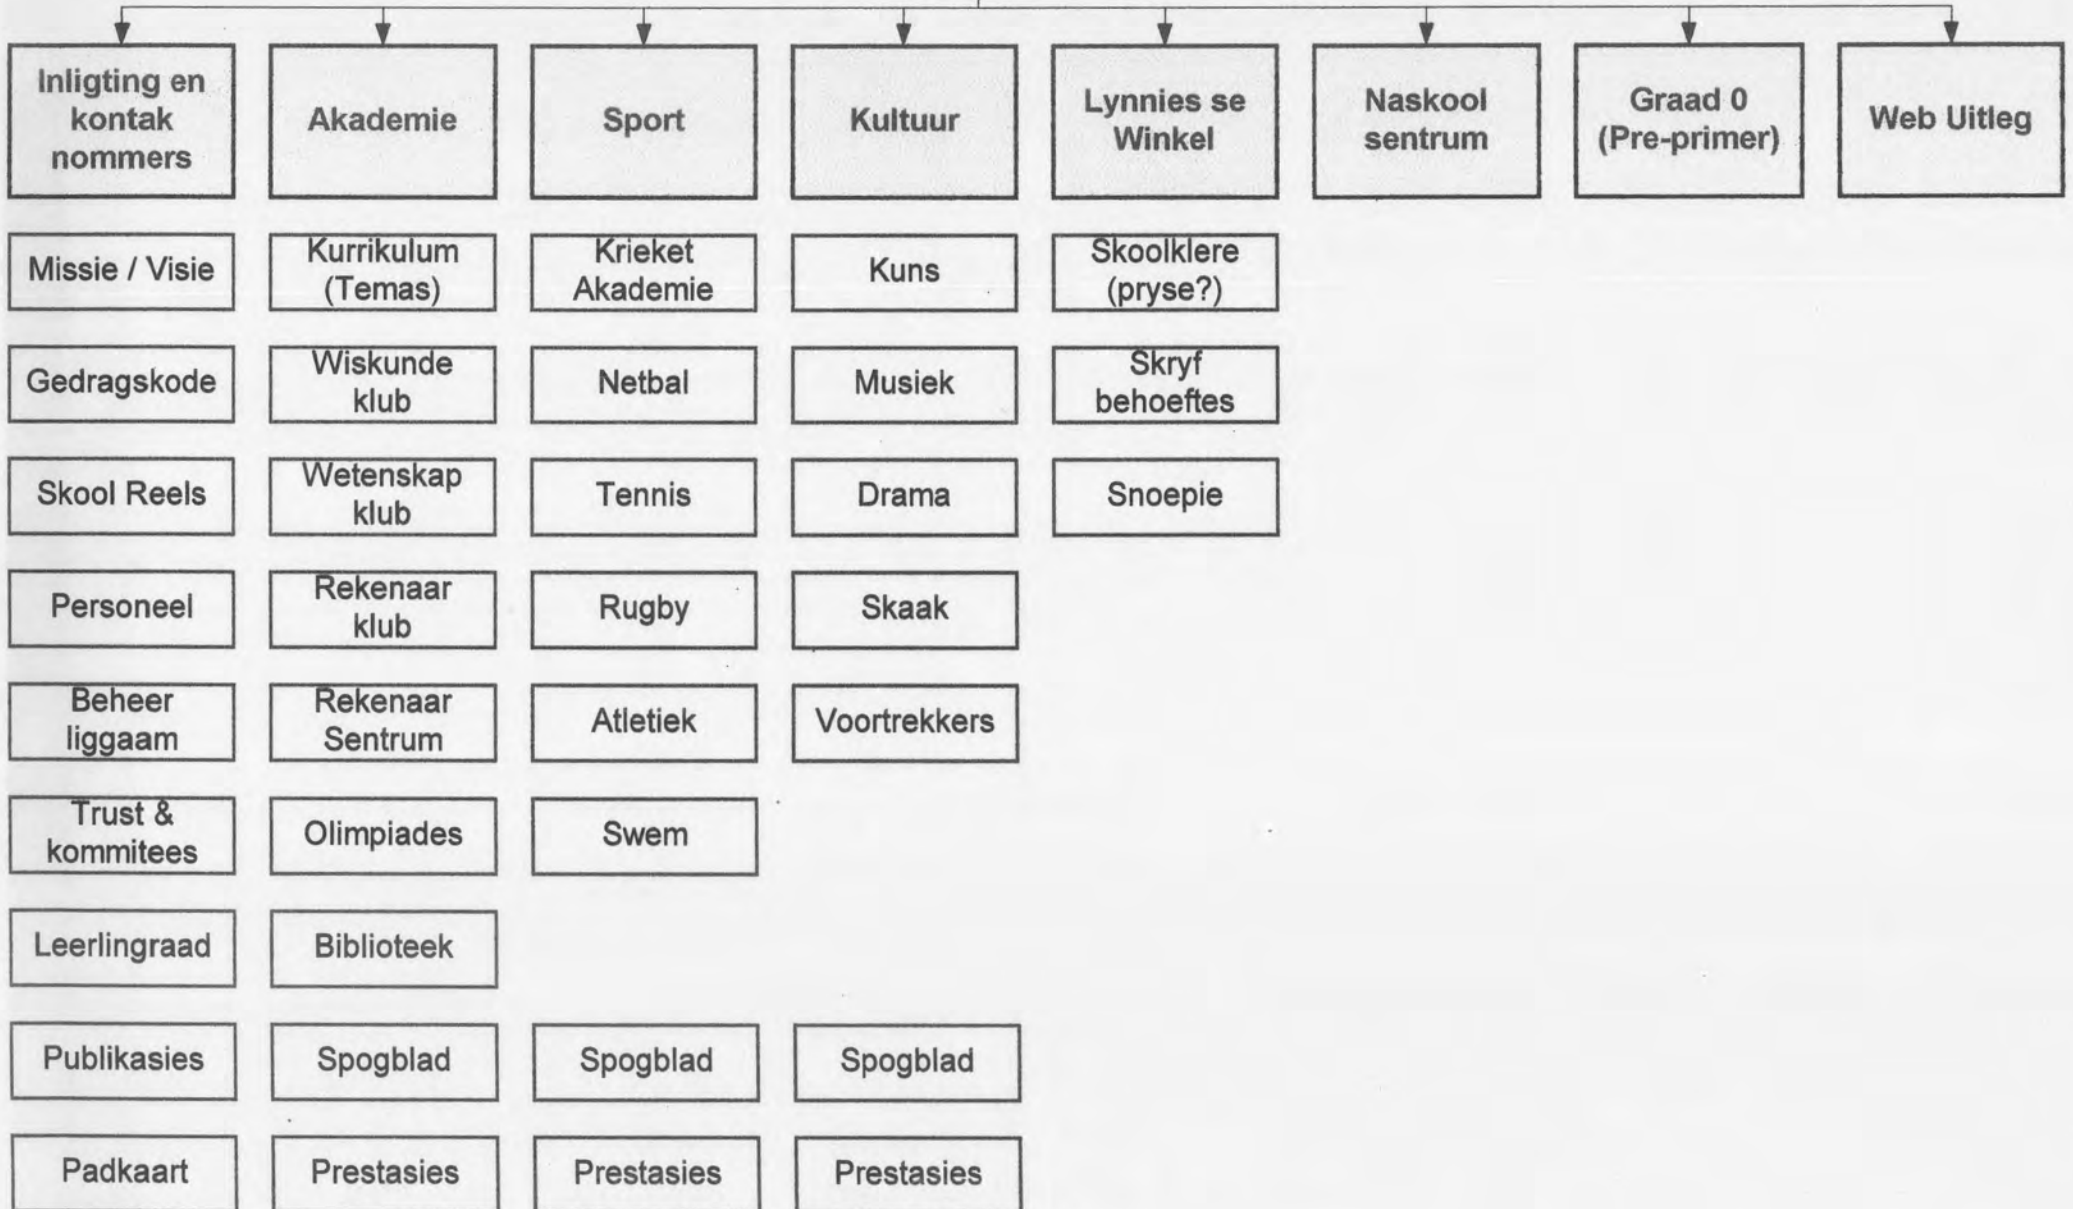 Inligting en
kontak
nommers
Akademie
Sport
Kultuur
Lynnies se
Winkel
Naskool
sentrum
Graad 0
(Pre-primer)
Web Uitleg
Missie / Visie
Kurrikulum
(Temas)
Krieket
Akademie
Kuns
Skoolklere
(pryse?)
Gedragskode
Wiskunde
klub
Netbal
Musiek
Skryf
behoeftes
Skool Reels
Wetenskap
klub
Tennis
Drama
Snoepie
Personeel
Rekenaar
klub
Rugby
Skaak
Beheer
liggaam
Rekenaar
Sentrum
Atletiek
Voortrekkers
Trust &
kommitees
Olimpiades
Swem
Leerlingraad
Biblioteek
Publikasies
Spogblad
Spogblad
Spogblad
Padkaart
Prestasies
Prestasies
Prestasies